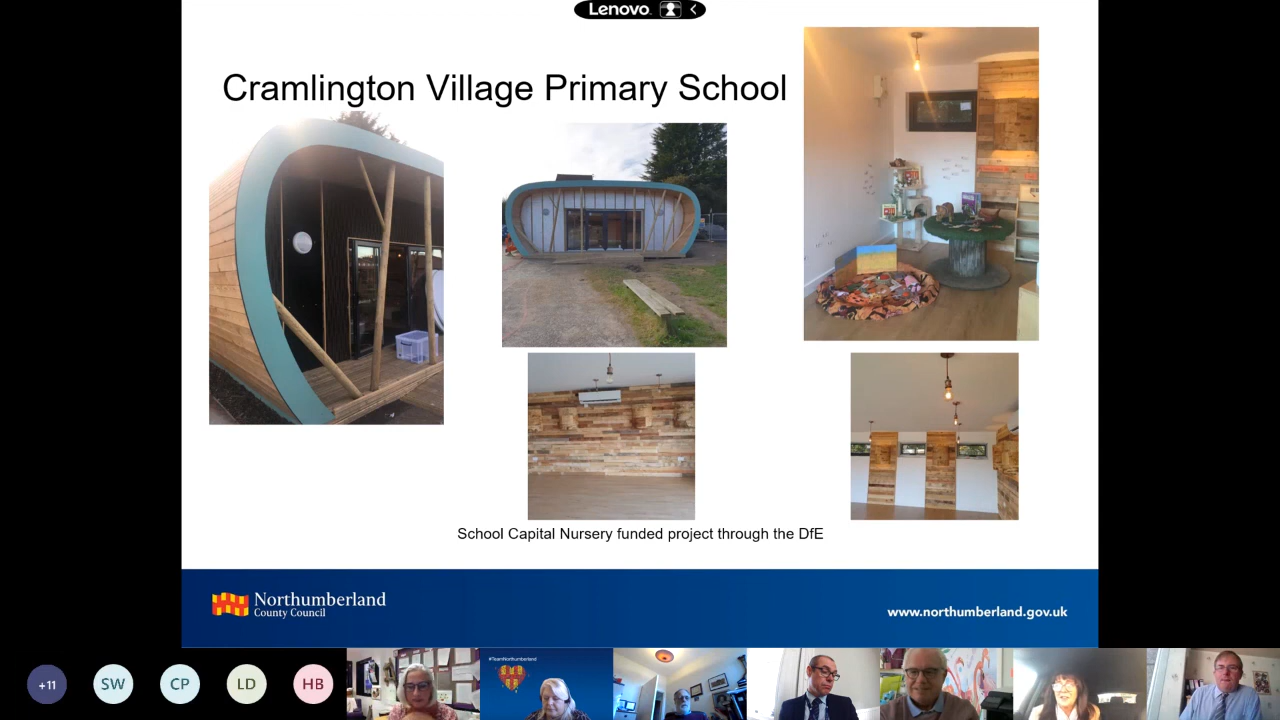 Lenovo
Cramlington Village Primary School
School Capital Nursery funded project through the DfE
Northumberland
County Council
www.northumberland.gov.uk
#TeamNorthumberland
+11
SW
CP
LD
HB